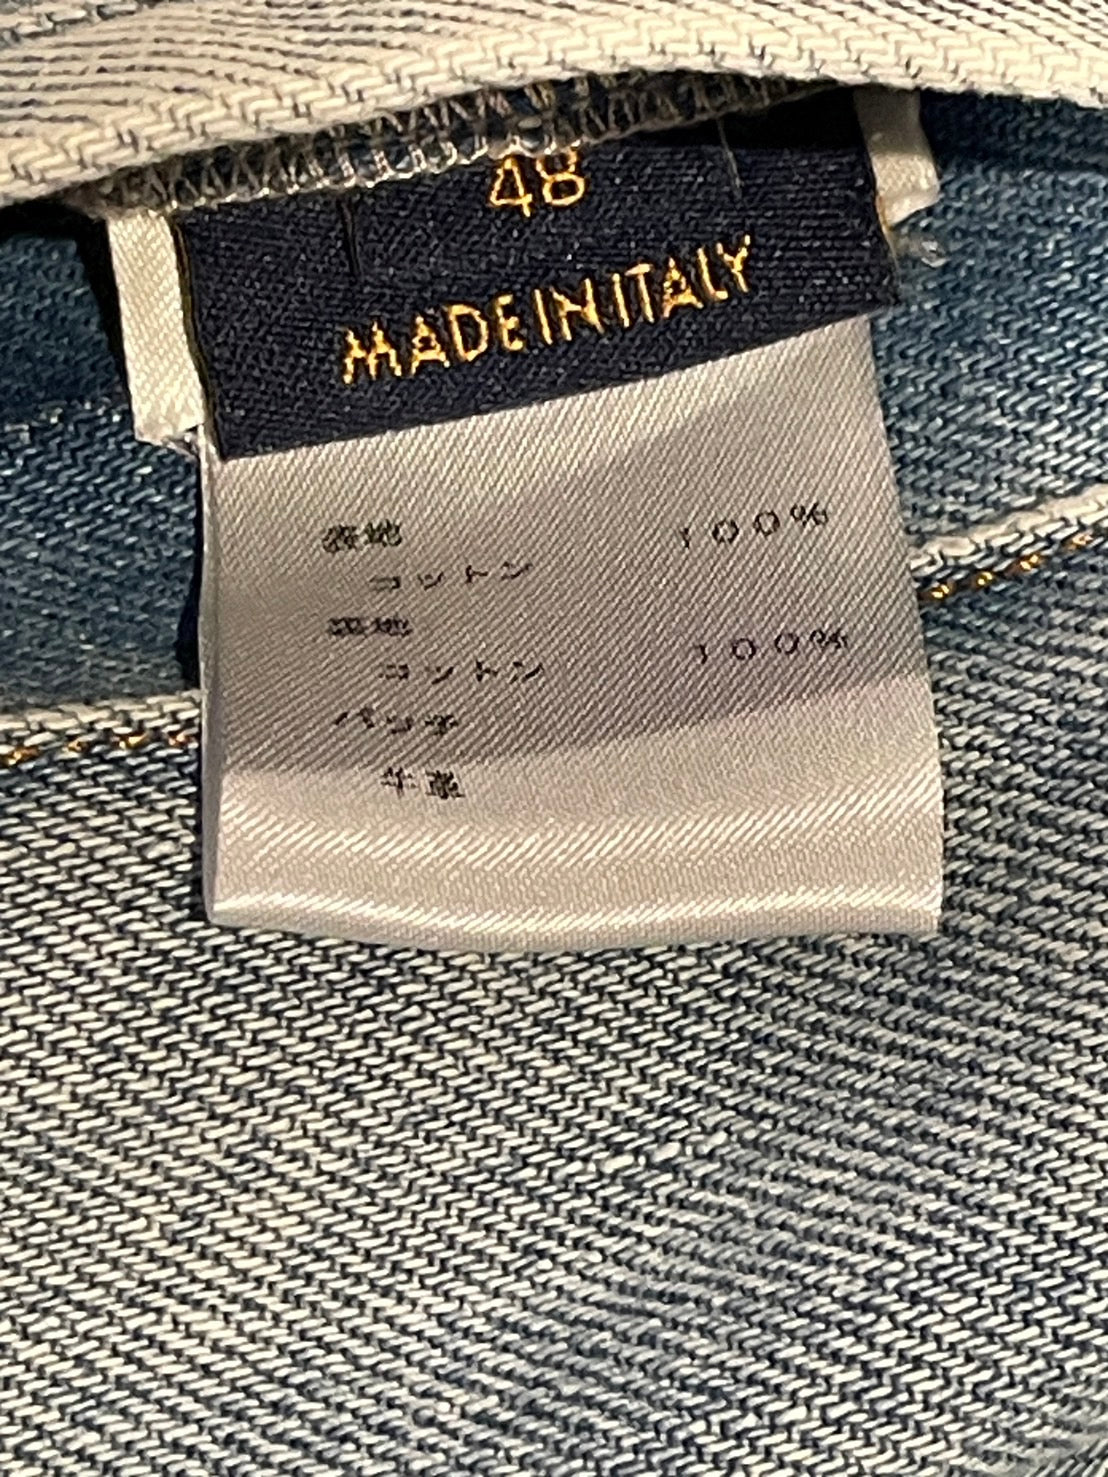 48
MADE IN ITALY
表地
コットン 100%
裏地
コットン 100%
パッチ
牛革